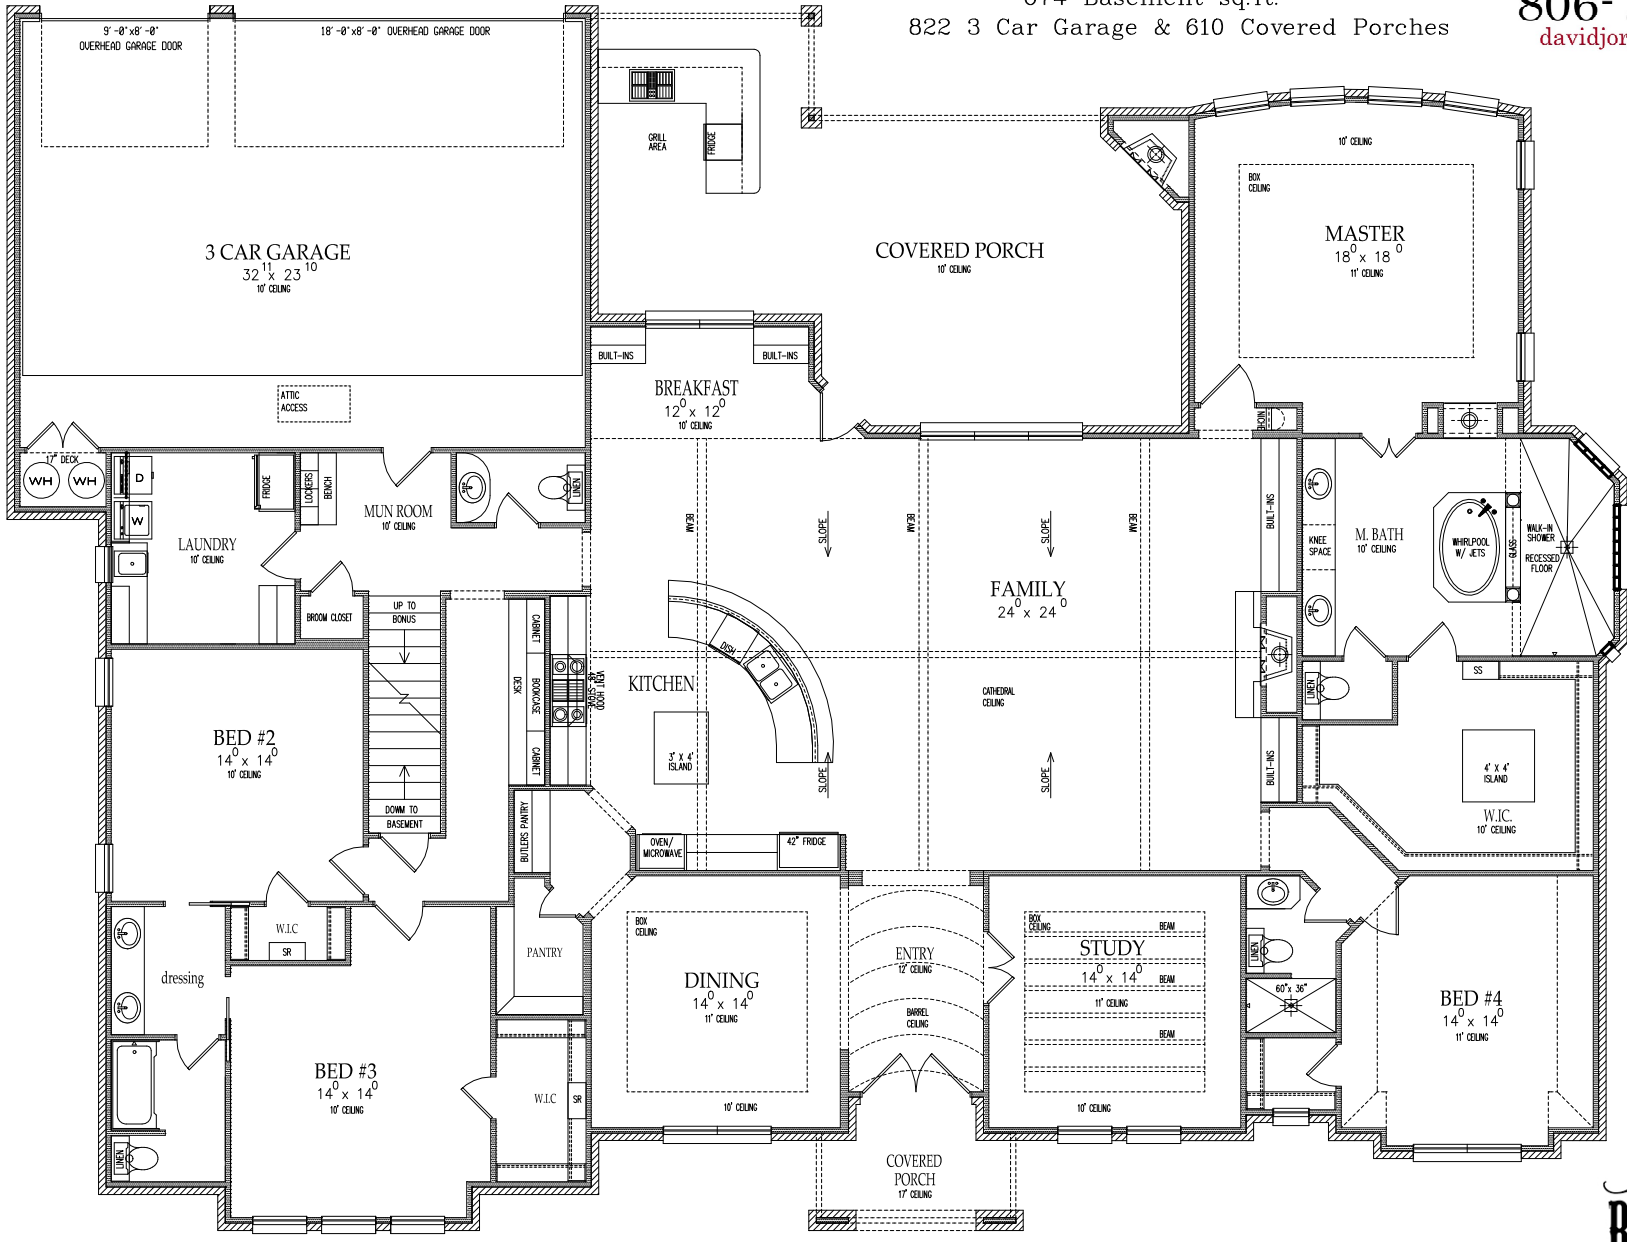 822 3 Car Garage & 610 Covered Porches
806-
davidjor
9'-0"x8'-0"
OVERHEAD GARAGE DOOR
18'-0"x8'-0" OVERHEAD GARAGE DOOR
GRILL
AREA
FRIDGE
3 CAR GARAGE
32 11 x 23 10
10' CEILING
COVERED PORCH
10' CEILING
10' CEILING
BOX
CEILING
MASTER
18 0 x 18 0
11' CEILING
ATTIC
ACCESS
BUILT-INS
BUILT-INS
BREAKFAST
12 0 x 12 0
10' CEILING
NICHE
17" DECK
WH
WH
D
W
FRIDGE
LOCKERS
BENCH
MUN ROOM
10' CEILING
LINEN
LAUNDRY
10' CEILING
BROOM CLOSET
UP TO
BONUS
BEAM
SLOPE
BEAM
SLOPE
BEAM
BUILT-INS
FAMILY
24 0 x 24 0
KNEE
SPACE
M. BATH
10' CEILING
WHIRLPOOL
W/ JETS
GLASS
WALK-IN
SHOWER
RECESSED
FLOOR
CABINET
DESK
BOOKCASE
CABINET
VENT HOOD
48" STOVE
KITCHEN
DISH
3' X 4'
ISLAND
SLOPE
CATHEDRAL
CEILING
SLOPE
BUILT-INS
LINEN
SS
4' X 4'
ISLAND
W.I.C.
10' CEILING
BED #2
14 0 x 14 0
10' CEILING
DOWM TO
BASEMENT
BUTLERS PANTRY
OVEN/
MICROWAVE
42" FRIDGE
W.I.C
SR
dressing
PANTRY
BOX
CEILING
DINING
14 0 x 14 0
11' CEILING
10' CEILING
ENTRY
12' CEILING
BARREL
CEILING
BOX
CEILING
BEAM
STUDY
14 0 x 14 0
BEAM
11' CEILING
BEAM
10' CEILING
LINEN
60"x 36"
BED #4
14 0 x 14 0
11' CEILING
BED #3
14 0 x 14 0
10' CEILING
W.I.C
SR
LINEN
COVERED
PORCH
17' CEILING